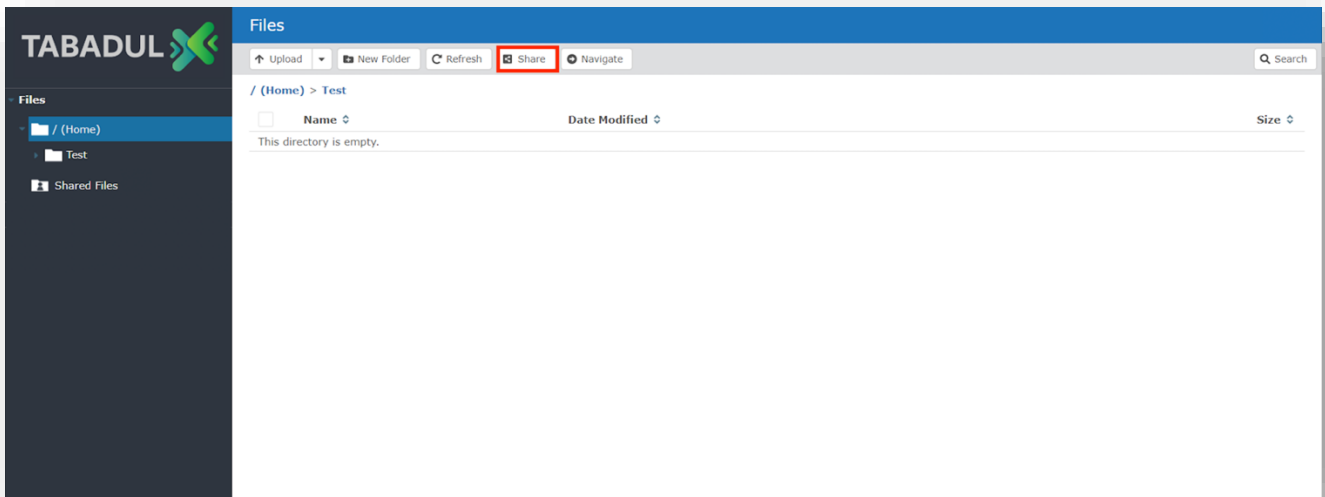 TABADUL
Files
Upload New Folder Refresh Share Navigate Search
/ (Home) > Test
Files
/ (Home)
Test
Shared Files
Name Date Modified Size
This directory is empty.